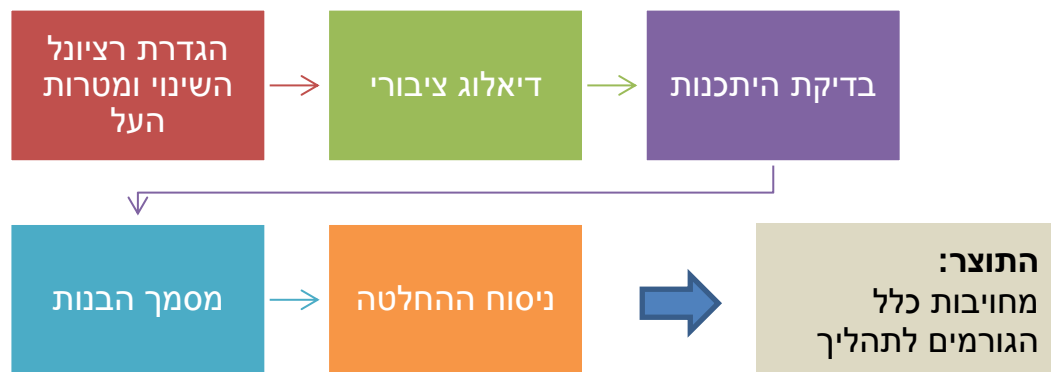 הגדרת רציונל
השינוי ומטרות
העל
דיאלוג ציבורי
בדיקת היתכנות
מסמך הבנות
ניסוח ההחלטה
התוצר:
מחויבות כלל
הגורמים לתהליך